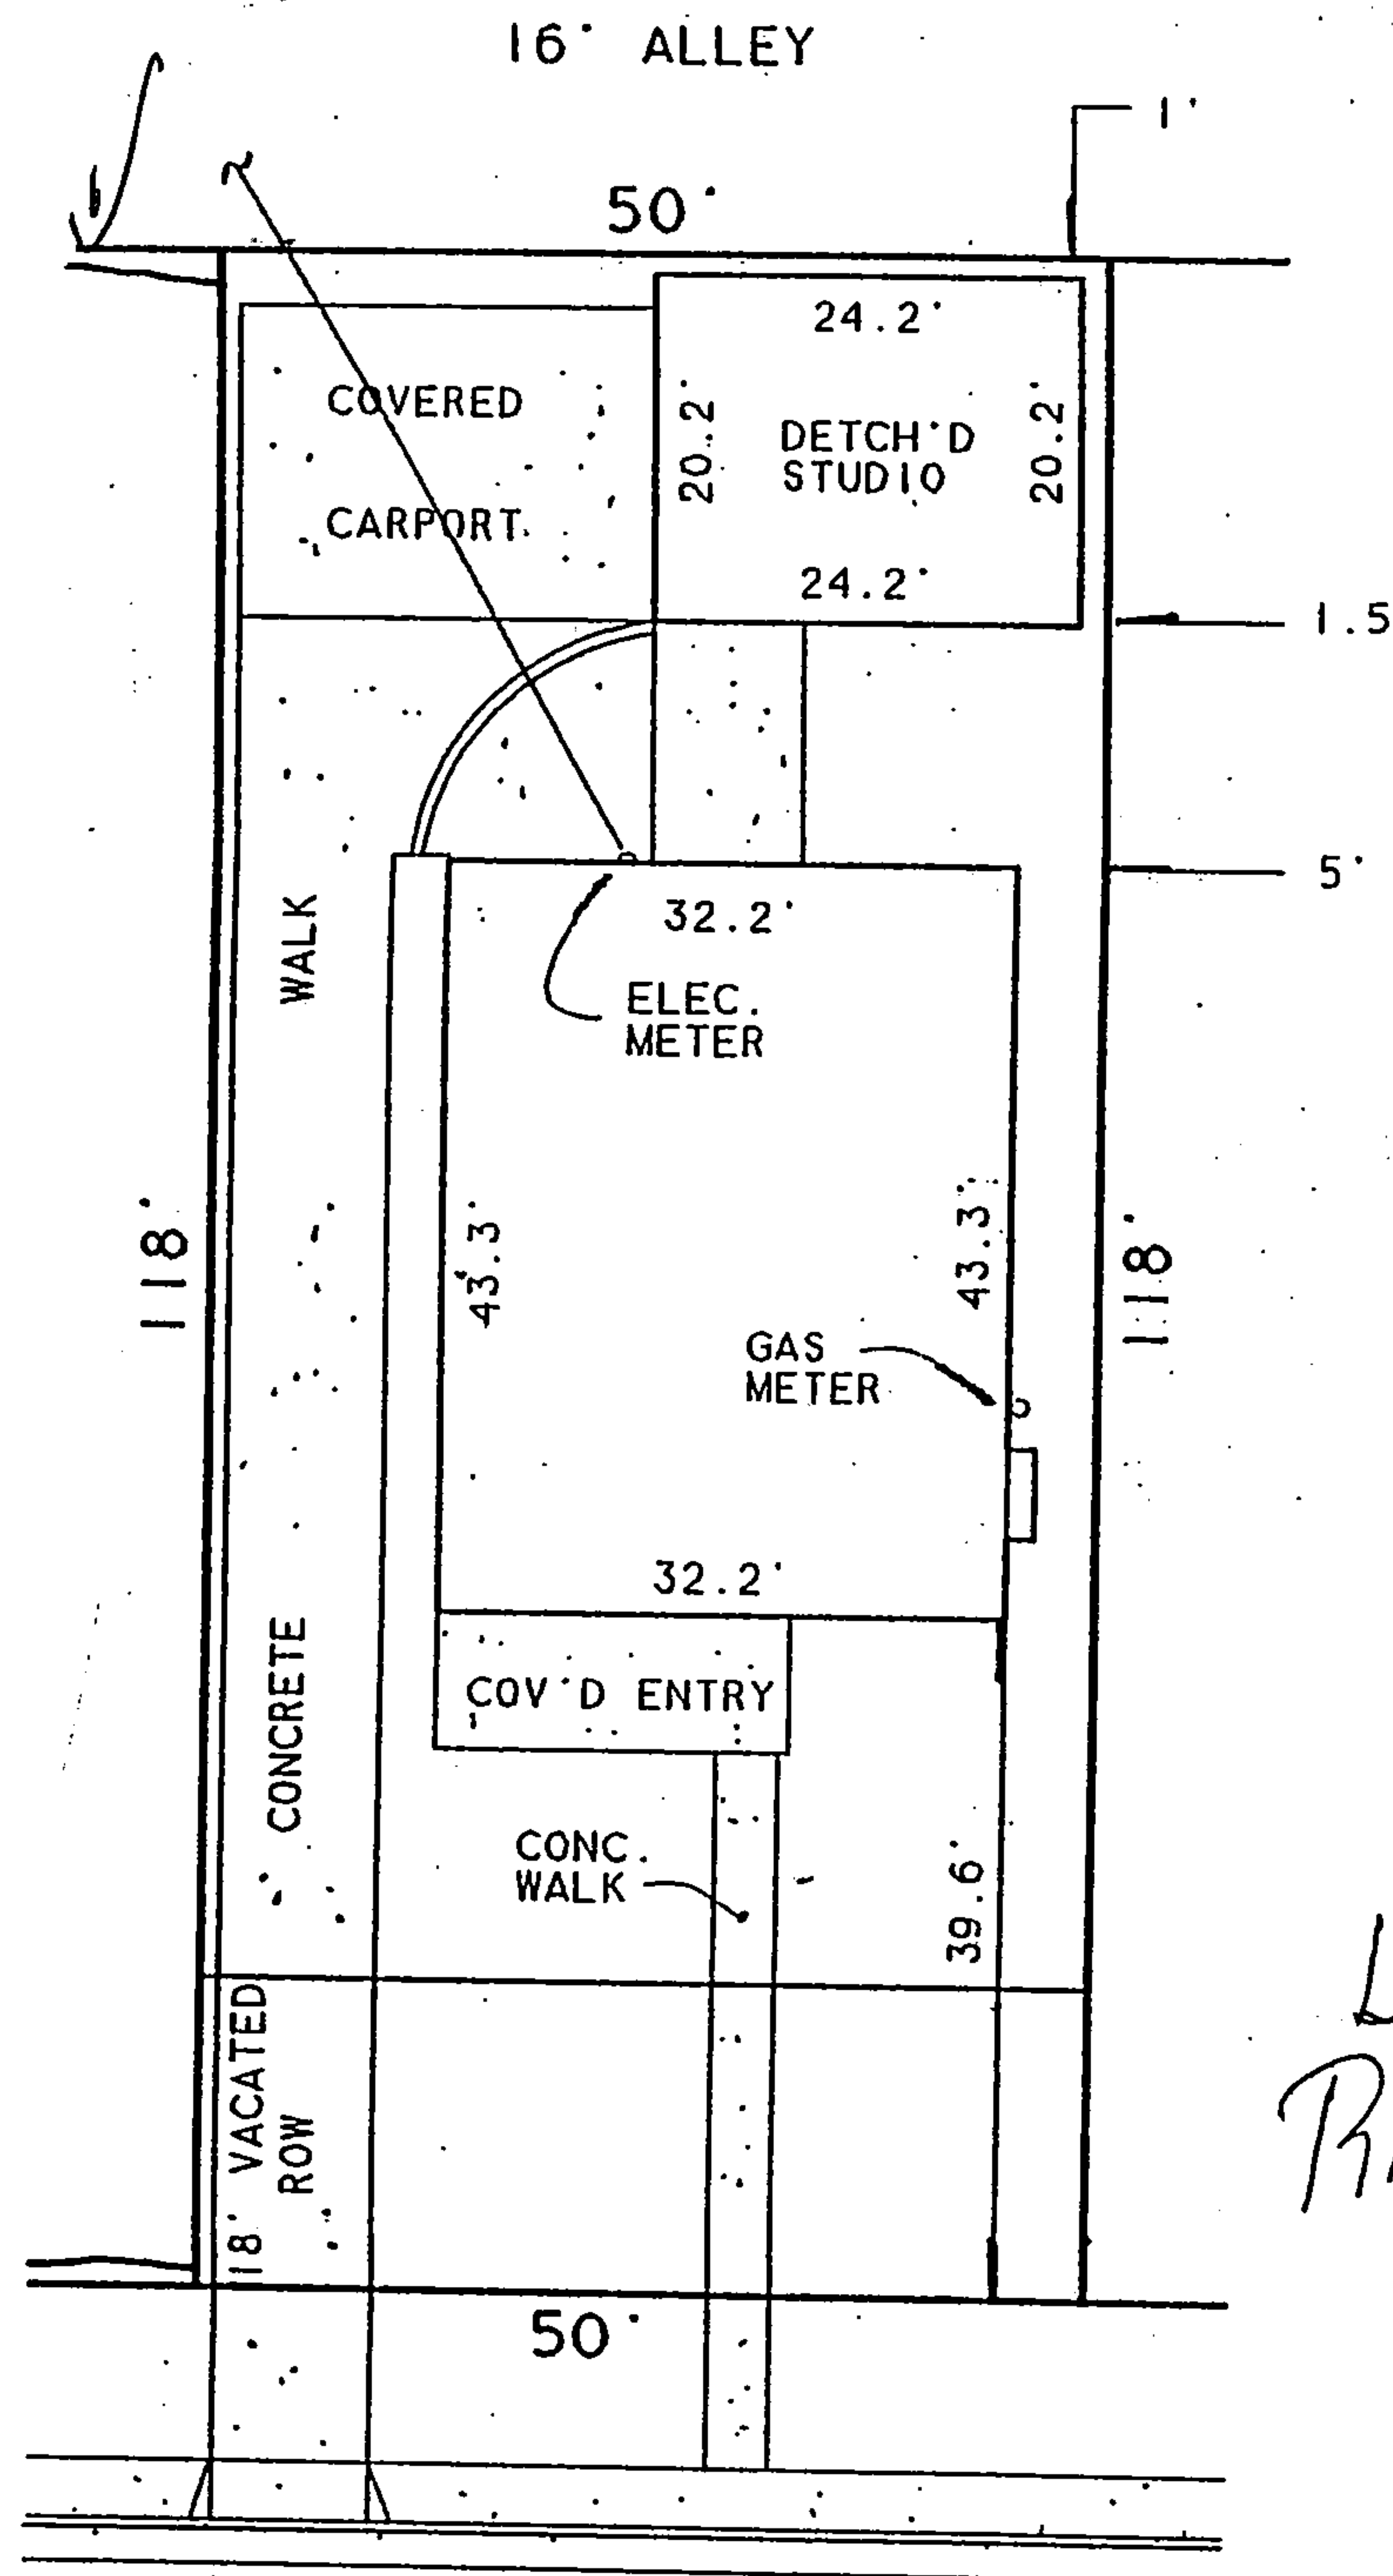 16' ALLEY
1'
50'
24.2'
COVERED
CARPORT
20.2'
DETCH'D
STUDIO
20.2'
24.2'
1.5
5'
32.2'
WALK
ELEC.
METER
43.3'
43.3'
118'
118'
GAS
METER
32.2'
CONCRETE
COV'D ENTRY
CONC.
WALK
39.6'
18' VACATED
ROW
50'